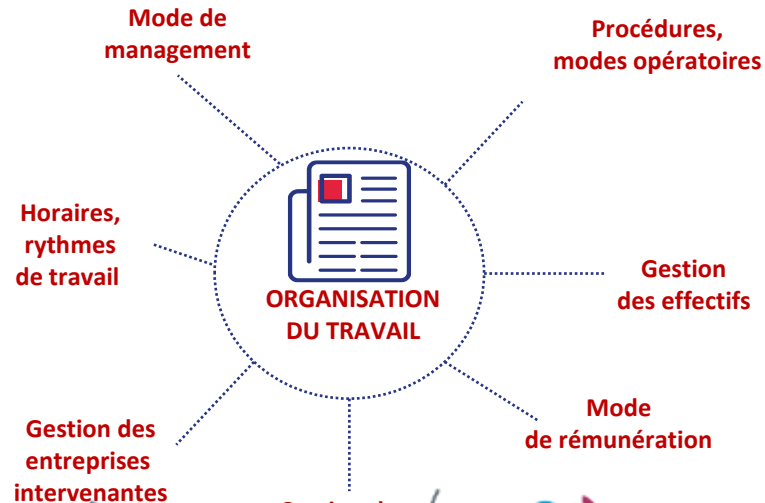 Mode de
management
Procédures,
modes opératoires
Horaires,
rythmes
de travail
ORGANISATION
DU TRAVAIL
Gestion
des effectifs
Mode
de rémunération
Gestion des
entreprises
intervenantes